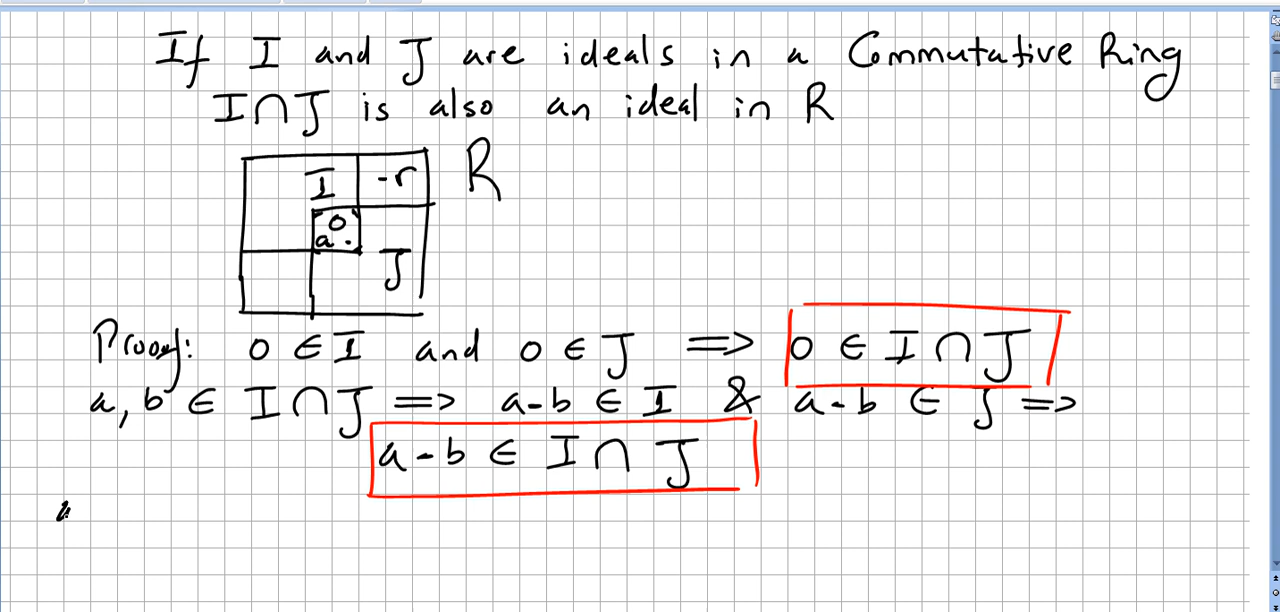 If I and J are ideals in a Commutative Ring
I∩J is also an ideal in R
I -r R
0
a .
J
Proof: 0 ∈ I and 0 ∈ J => 0 ∈ I ∩ J
a, b ∈ I∩J => a-b ∈ I & a-b ∈ J =>
a-b ∈ I ∩ J